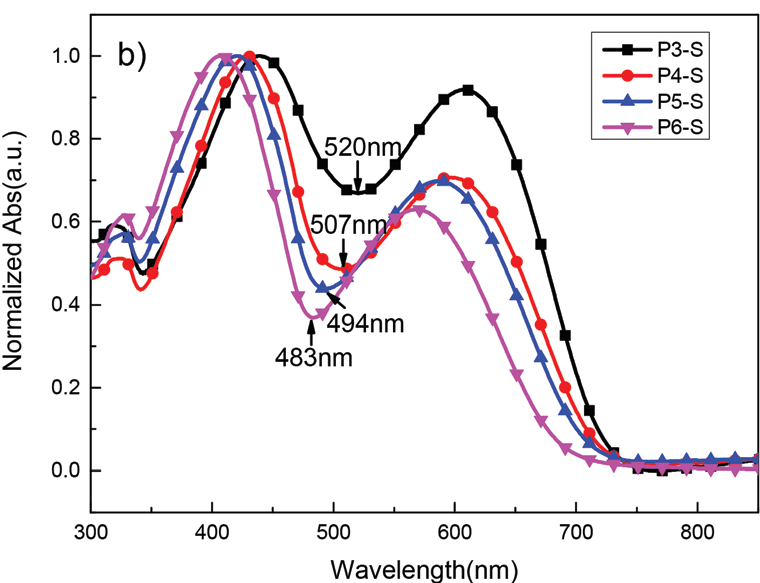 b)
P3-S
P4-S
P5-S
P6-S
520nm
507nm
494nm
483nm
Normalized Abs(a.u.)
1.0
0.8
0.6
0.4
0.2
0.0
300
400
500
600
700
800
Wavelength(nm)